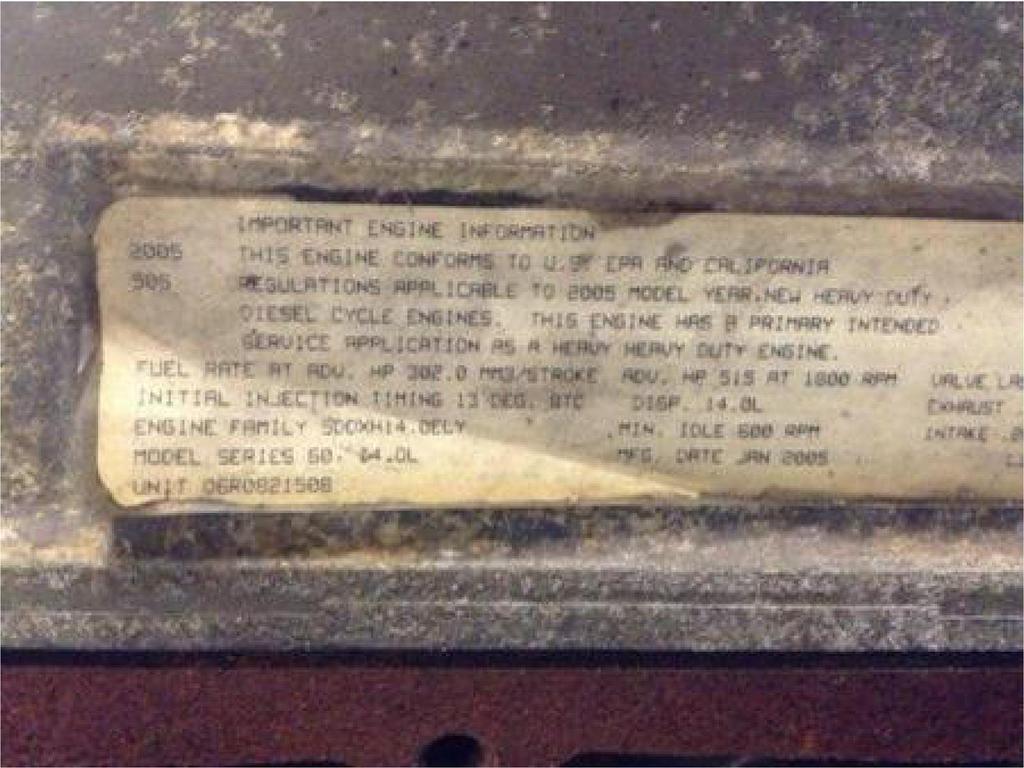 IMPORTANT ENGINE INFORMATION
2005 THIS ENGINE CONFORMS TO U.S. EPA AND CALIFORNIA
505 REGULATIONS APPLICABLE TO 2005 MODEL YEAR.NEW HEAVY DUTY
DIESEL CYCLE ENGINES. THIS ENGINE HAS A PRIMARY INTENDED
SERVICE APPLICATION AS A HEAVY HEAVY DUTY ENGINE.
FUEL RATE AT ADV. HP 302.0 MM3/STROKE ADV. HP 515 AT 1800 RPM VALVE LAS
INITIAL INJECTION TIMING 13 DEG. BTC DISP. 14.0L EXHAUST .
ENGINE FAMILY 5DDXH14.0ELY MIN. IDLE 600 RPM INTAKE .2
MODEL SERIES 60. 14.0L MFG. DATE JAN 2005
UNIT 06R0821508